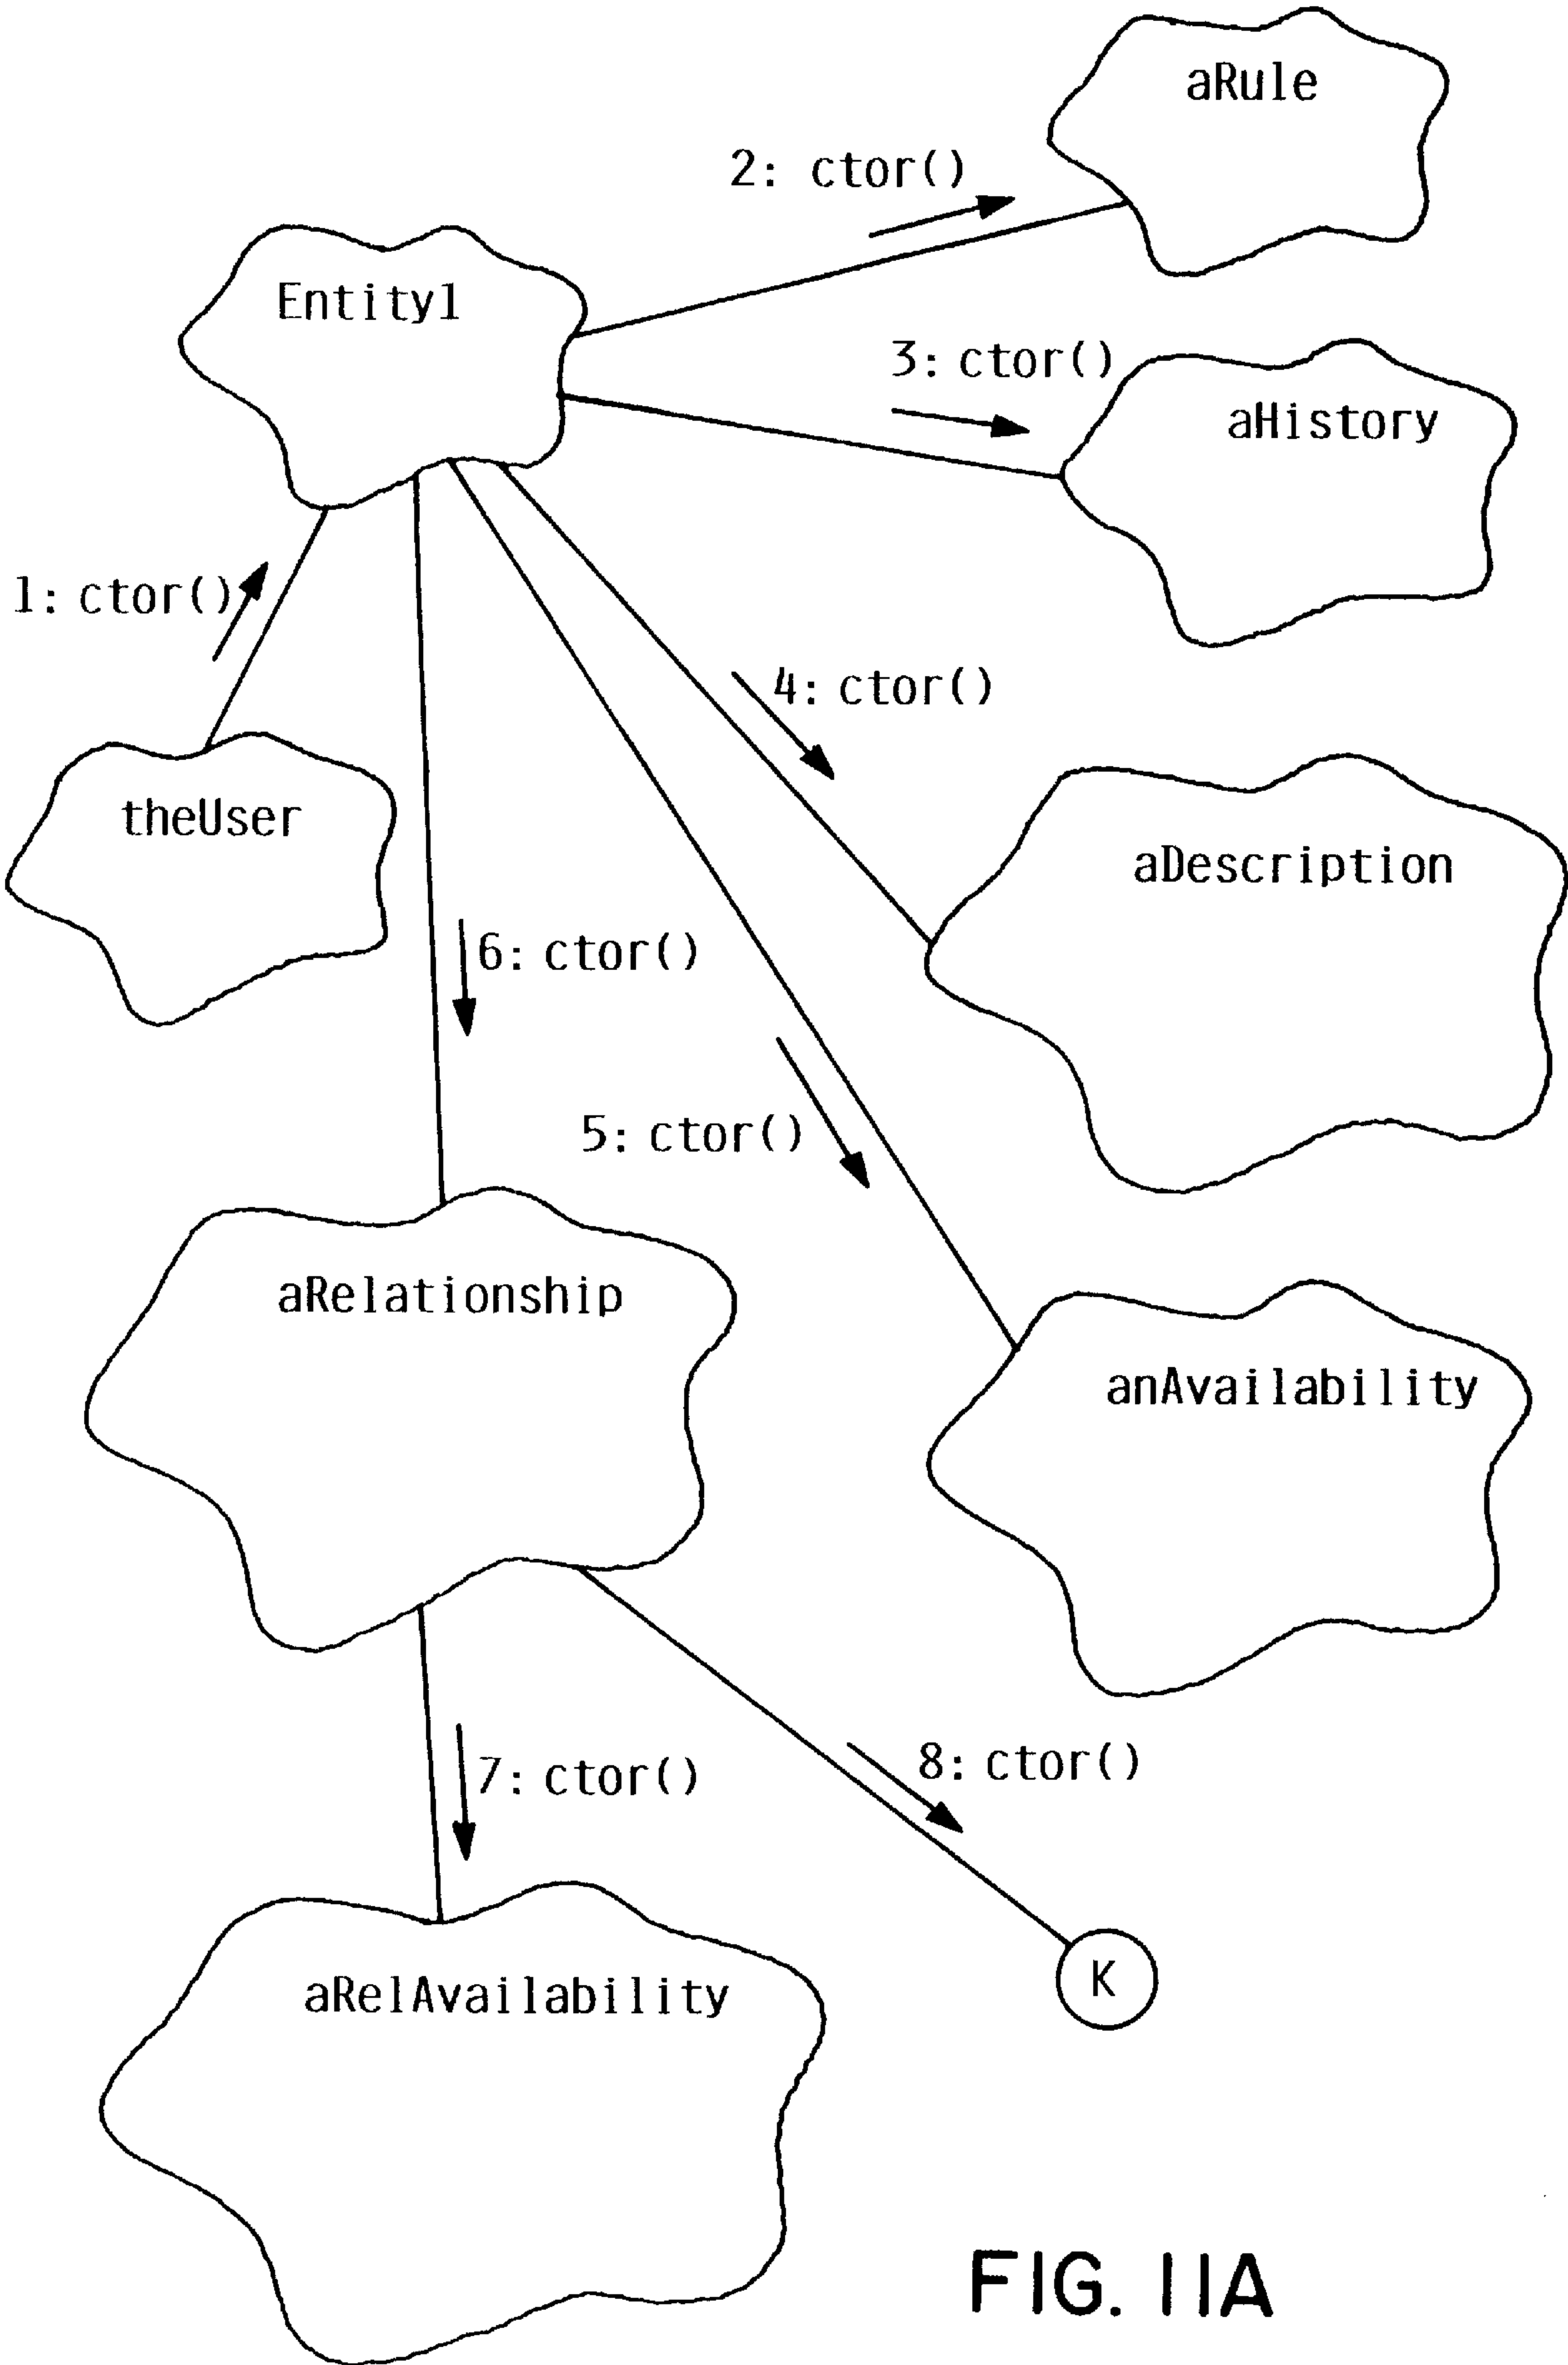 aRule
2: ctor()
Entity1
3: ctor()
aHistory
1: ctor()
4: ctor()
theUser
aDescription
6: ctor()
5: ctor()
aRelationship
anAvailability
7: ctor()
8: ctor()
K
aRelAvailability
FIG. 11A